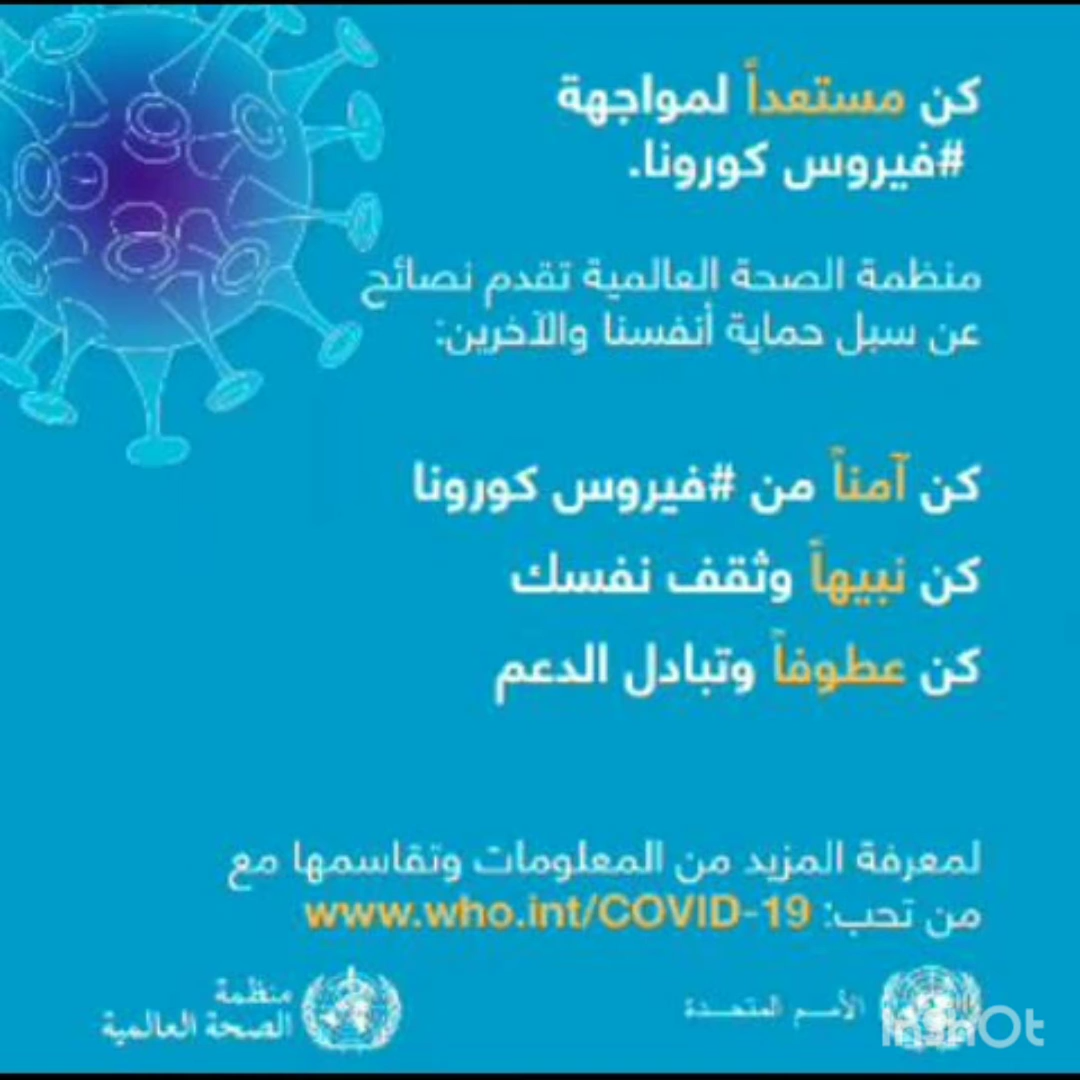 كن مستعداً لمواجهة
#فيروس كورونا.
منظمة الصحة العالمية تقدم نصائح
عن سبل حماية أنفسنا والآخرين:
كن آمناً من #فيروس كورونا
كن نبيهاً وثقف نفسك
كن عطوفاً وتبادل الدعم
لمعرفة المزيد من المعلومات وتقاسمها مع
من تحب: www.who.int/COVID-19
الأمم المتحدة
منظمة
الصحة العالمية
InShOt